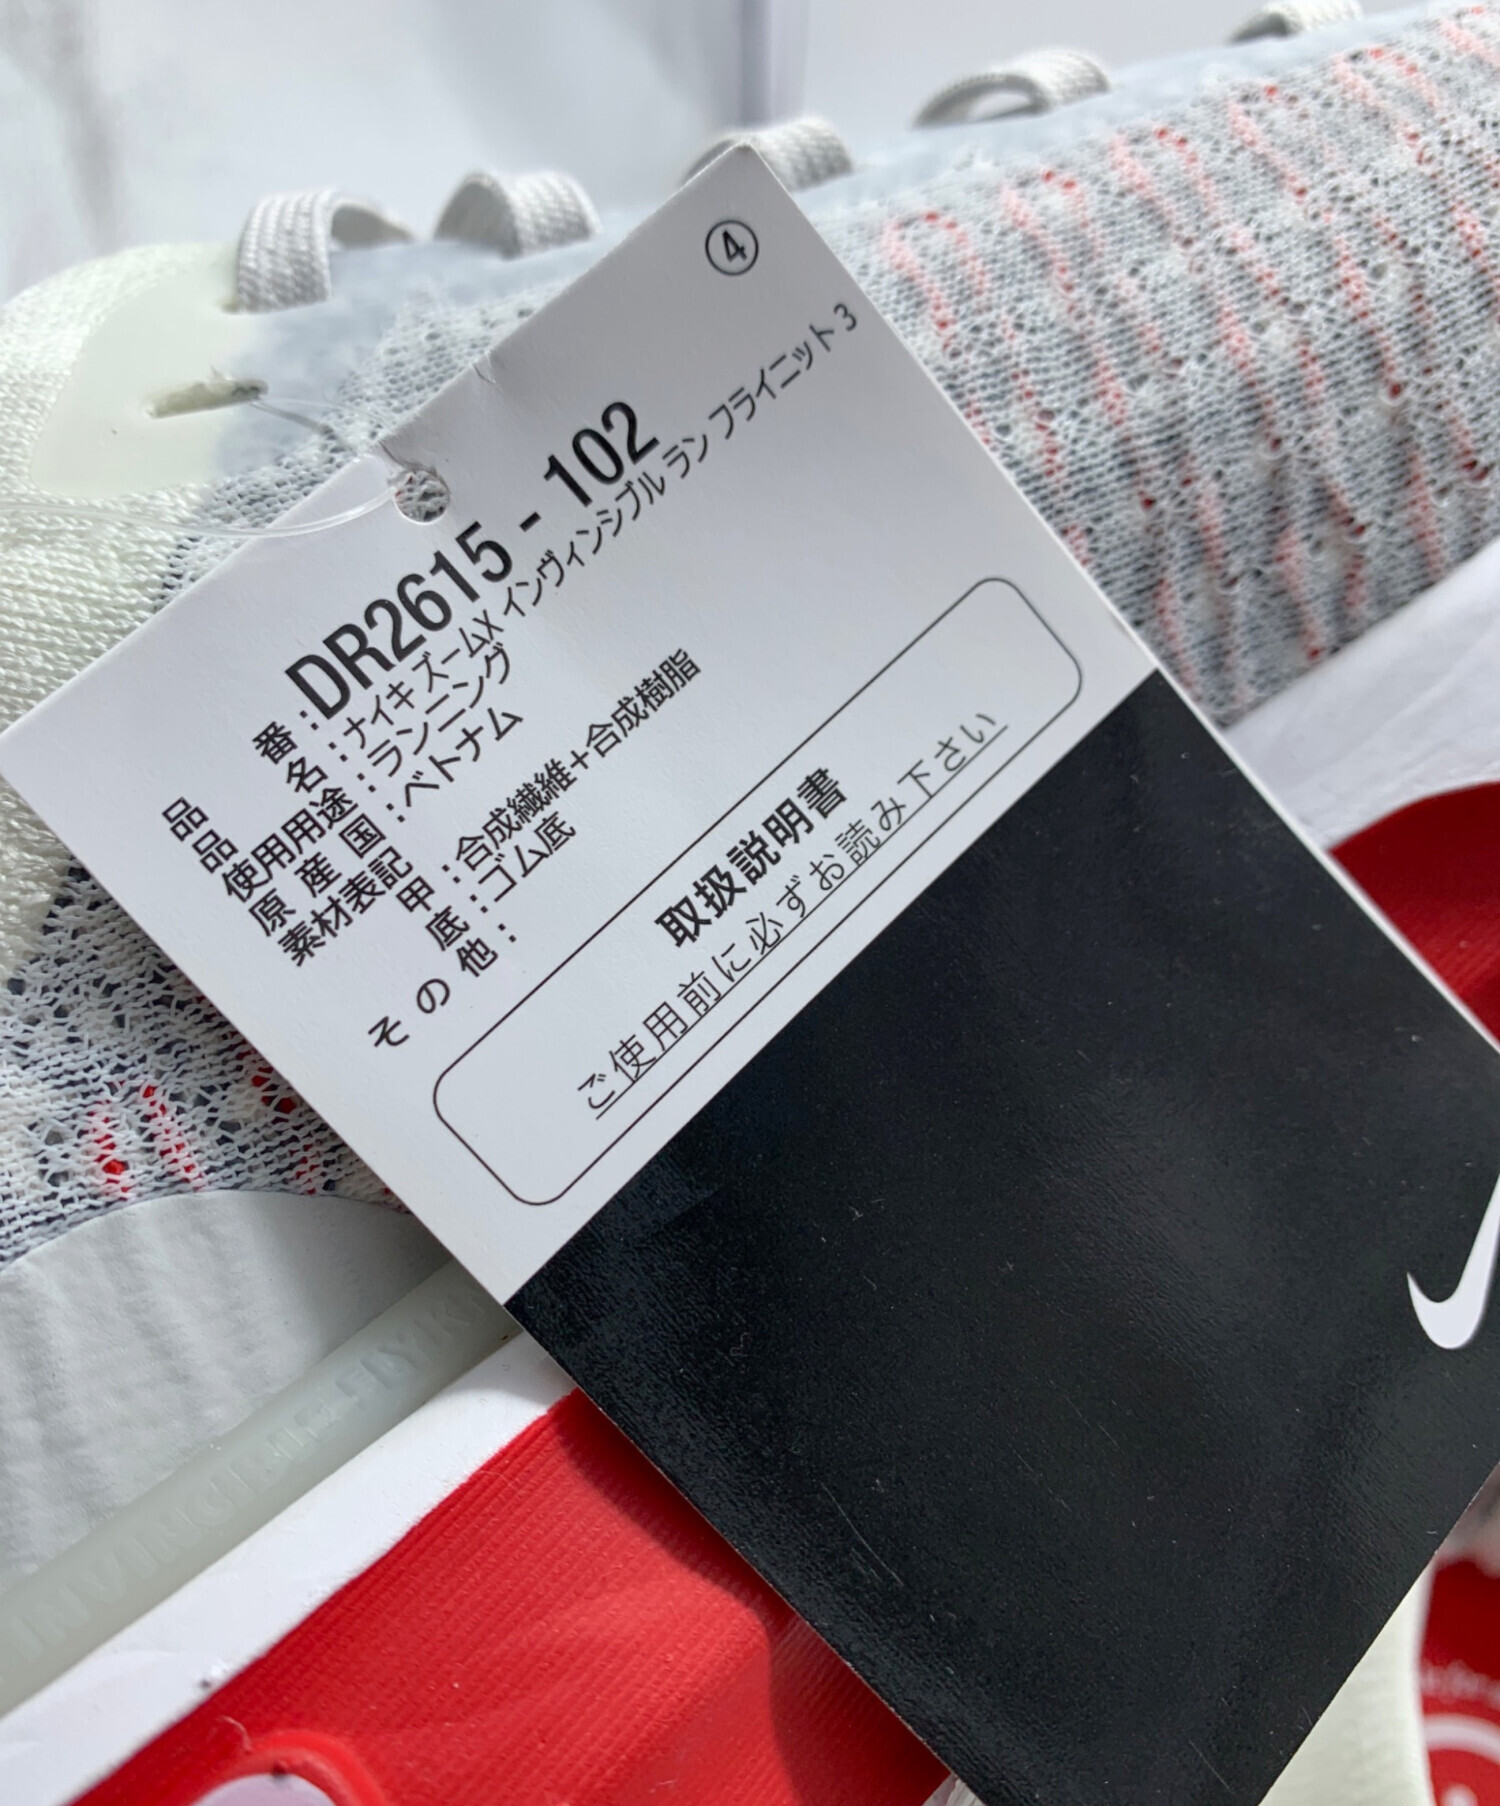 ④
品番:DR2615-102
品名:ナイキ ズームX インヴィンシブル ラン フライニット 3
使用用途:ランニング
原産国:ベトナム
素材表記
甲:合成繊維+合成樹脂
底:ゴム底
その他:
取扱説明書
ご使用前に必ずお読み下さい
INVINCIBLE FLYKN